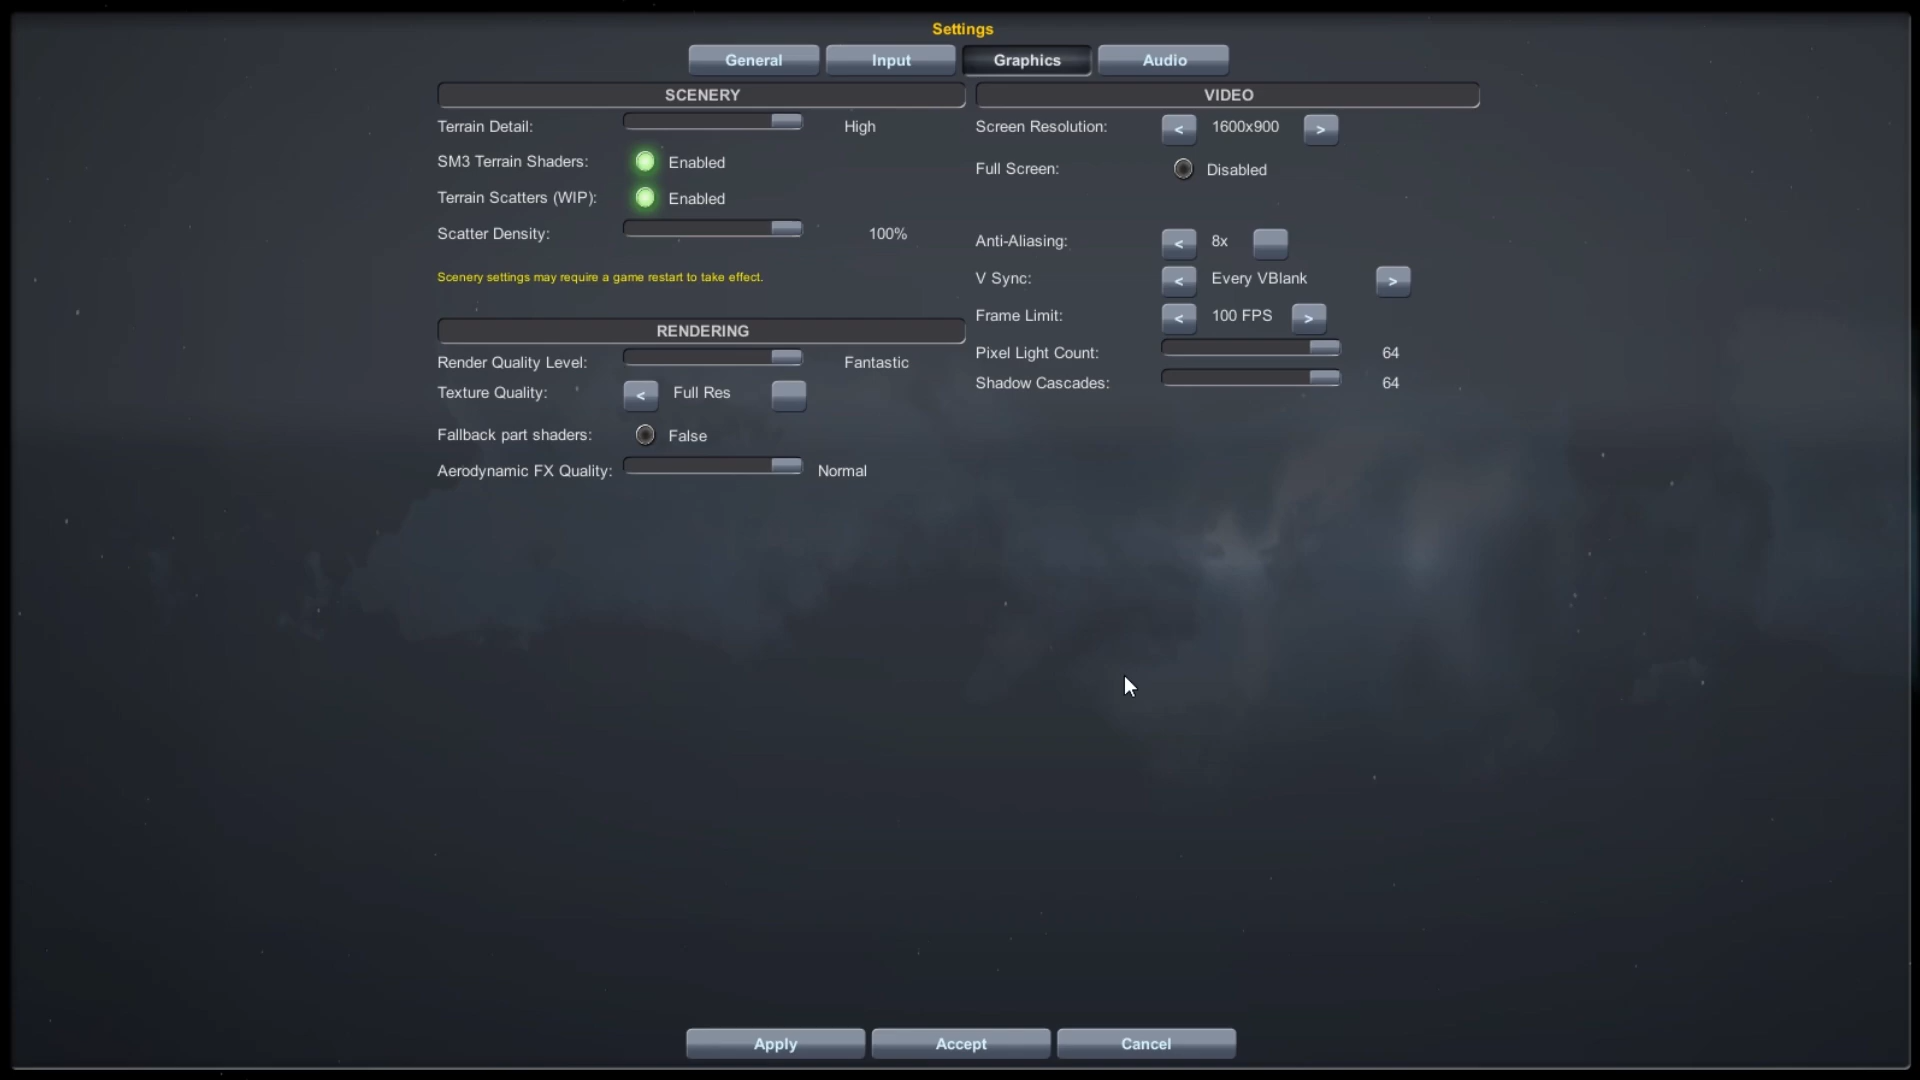 Settings
General Input Graphics Audio
SCENERY
Terrain Detail: High
SM3 Terrain Shaders: Enabled
Terrain Scatters (WIP): Enabled
Scatter Density: 100%
Scenery settings may require a game restart to take effect.
RENDERING
Render Quality Level: Fantastic
Texture Quality: < Full Res
Fallback part shaders: False
Aerodynamic FX Quality: Normal
VIDEO
Screen Resolution: < 1600x900 >
Full Screen: Disabled
Anti-Aliasing: < 8x
V Sync: < Every VBlank >
Frame Limit: < 100 FPS >
Pixel Light Count: 64
Shadow Cascades: 64
Apply Accept Cancel